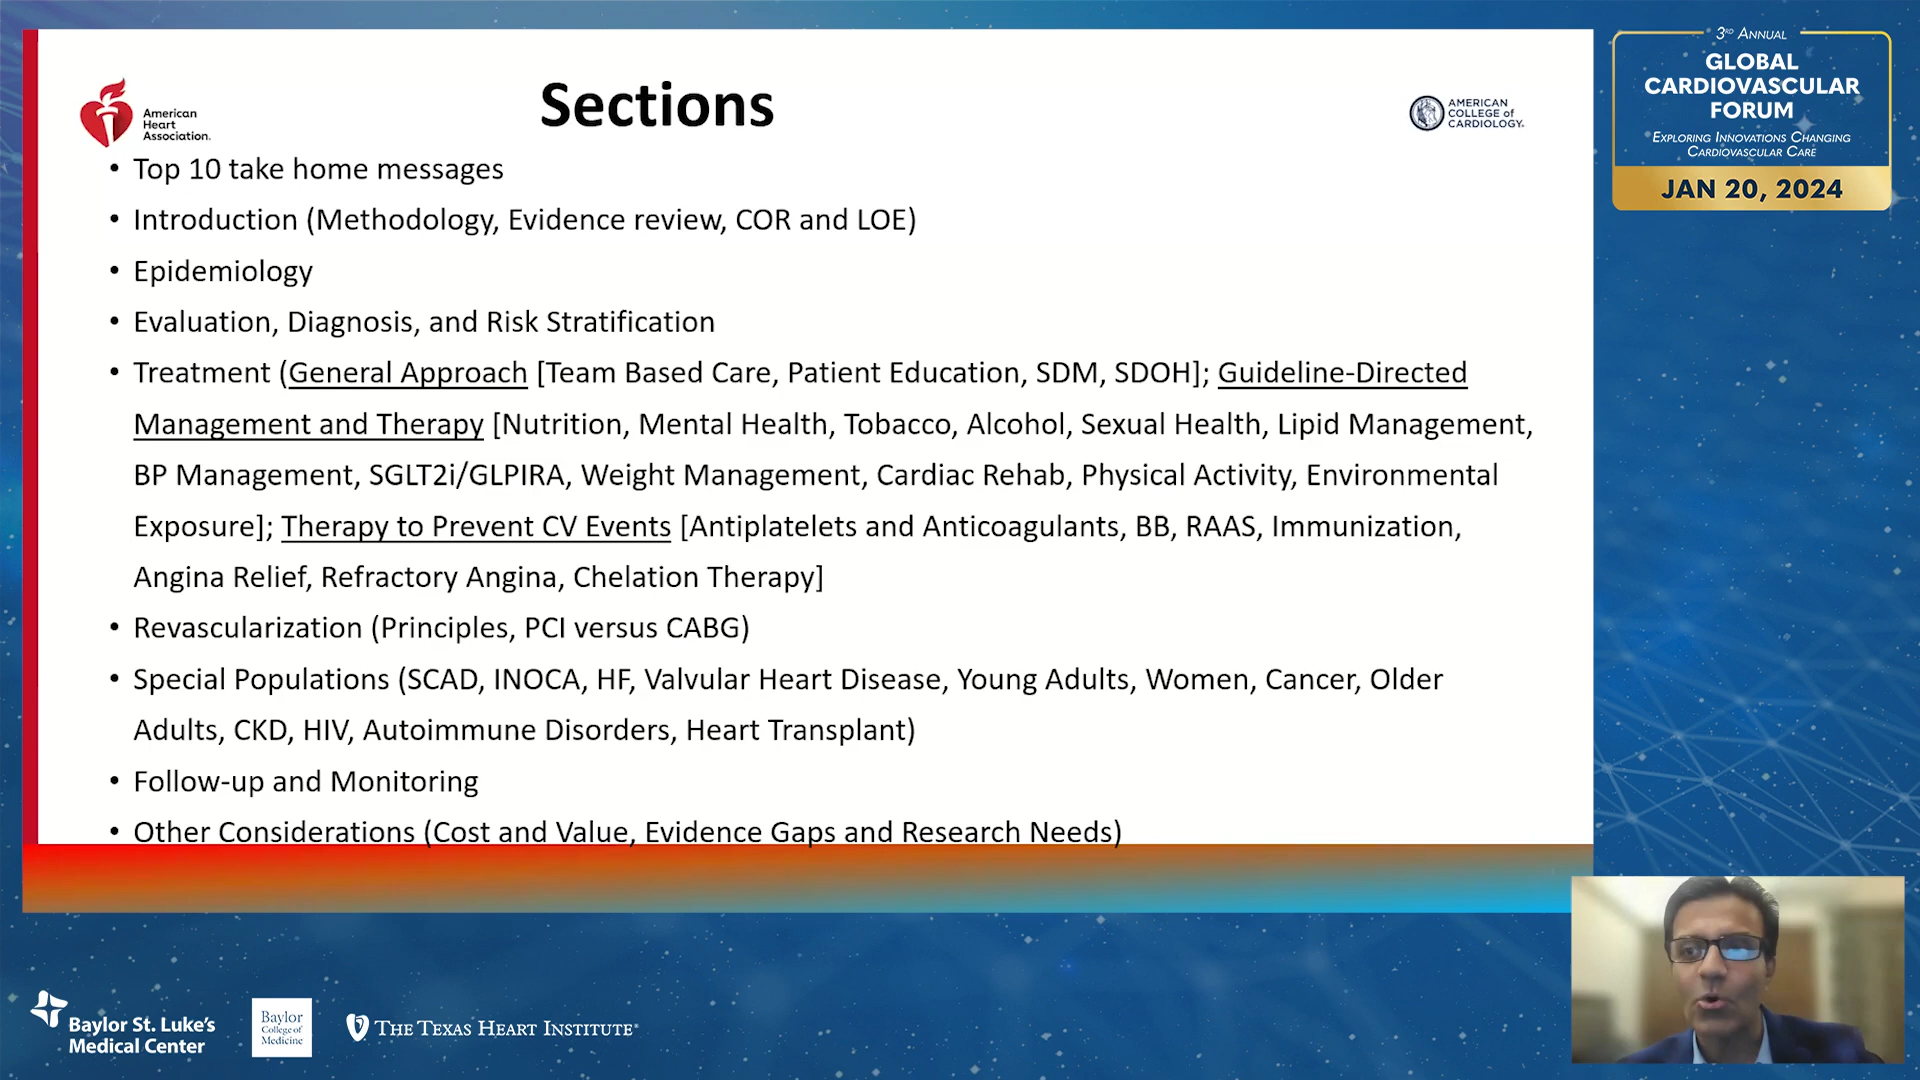 American
Heart
Association.
Sections
AMERICAN
COLLEGE of
CARDIOLOGY
• Top 10 take home messages
• Introduction (Methodology, Evidence review, COR and LOE)
• Epidemiology
• Evaluation, Diagnosis, and Risk Stratification
• Treatment (General Approach [Team Based Care, Patient Education, SDM, SDOH]; Guideline-Directed
Management and Therapy [Nutrition, Mental Health, Tobacco, Alcohol, Sexual Health, Lipid Management,
BP Management, SGLT2i/GLPIRA, Weight Management, Cardiac Rehab, Physical Activity, Environmental
Exposure]; Therapy to Prevent CV Events [Antiplatelets and Anticoagulants, BB, RAAS, Immunization,
Angina Relief, Refractory Angina, Chelation Therapy]
• Revascularization (Principles, PCI versus CABG)
• Special Populations (SCAD, INOCA, HF, Valvular Heart Disease, Young Adults, Women, Cancer, Older
Adults, CKD, HIV, Autoimmune Disorders, Heart Transplant)
• Follow-up and Monitoring
• Other Considerations (Cost and Value, Evidence Gaps and Research Needs)
3RD ANNUAL
GLOBAL
CARDIOVASCULAR
FORUM
EXPLORING INNOVATIONS CHANGING
CARDIOVASCULAR CARE
JAN 20, 2024
Baylor St. Luke's
Medical Center
Baylor
College of
Medicine
THE TEXAS HEART INSTITUTE